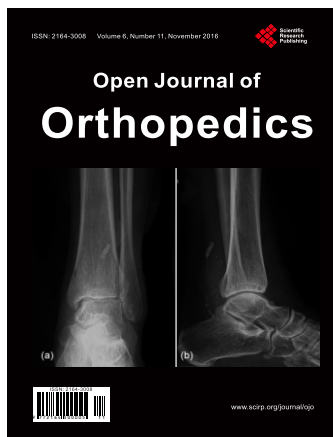 ISSN: 2164-3008 Volume 6, Number 11, November 2016
Scientific
Research
Publishing
Open Journal of
Orthopedics
(a) (b)
ISSN: 2164-3008
www.scirp.org/journal/ojo